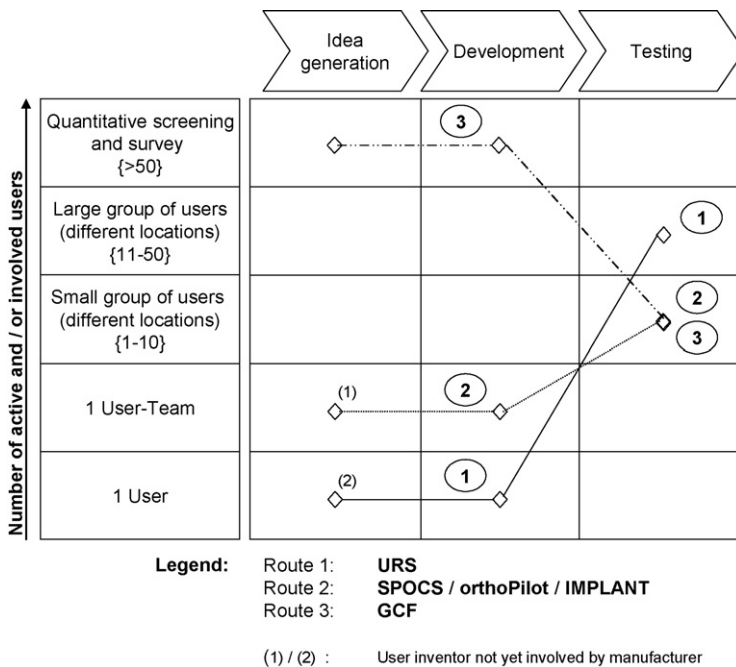 Idea
generation
Development
Testing
Number of active and / or involved users
Quantitative screening
and survey
{>50}
3
Large group of users
(different locations)
{11-50}
1
Small group of users
(different locations)
{1-10}
2
3
1 User-Team
(1)
2
1 User
(2)
1
Legend:
Route 1: URS
Route 2: SPOCS / orthoPilot / IMPLANT
Route 3: GCF
(1) / (2) : User inventor not yet involved by manufacturer